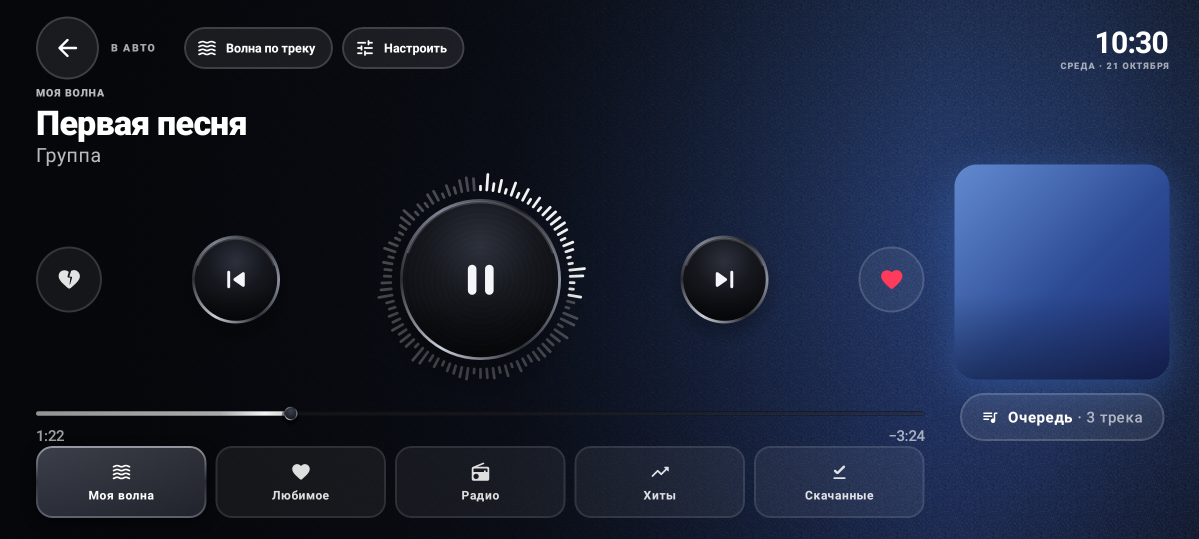 В АВТО
Волна по треку
Настроить
10:30
СРЕДА · 21 ОКТЯБРЯ
МОЯ ВОЛНА
Первая песня
Группа
Очередь · 3 трека
1:22
−3:24
Моя волна
Любимое
Радио
Хиты
Скачанные